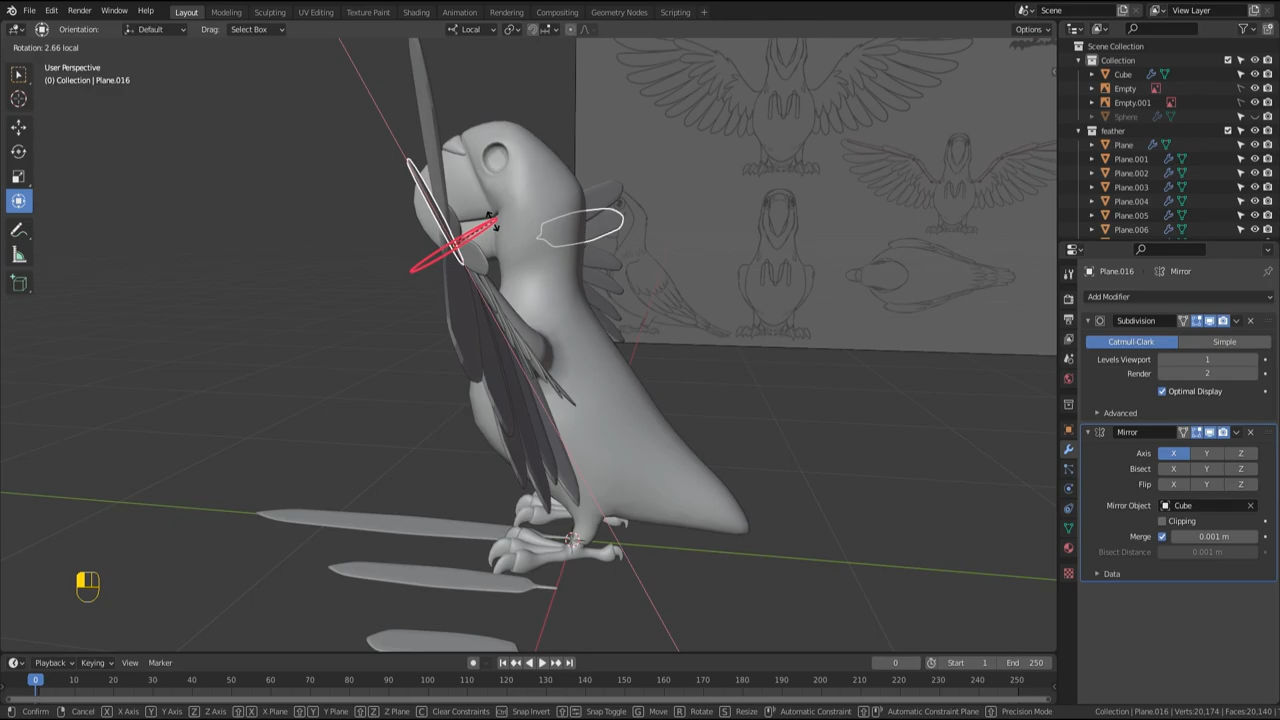 File Edit Render Window Help Layout Modeling Sculpting UV Editing Texture Paint Shading Animation Rendering Compositing Geometry Nodes Scripting Scene View Layer
Orientation: Default Drag: Select Box Local Options
Rotation: 2.66 local
User Perspective
(0) Collection | Plane.016
Scene Collection
Collection
Cube
Empty
Empty.001
Sphere
feather
Plane
Plane.001
Plane.002
Plane.003
Plane.004
Plane.005
Plane.006
Plane.016 Mirror
Add Modifier
Subdivision
Catmull-Clark Simple
Levels Viewport 1
Render 2
Optimal Display
Advanced
Mirror
Axis X Y Z
Bisect X Y Z
Flip X Y Z
Mirror Object Cube
Clipping
Merge 0.001 m
Bisect Distance 0.001 m
Data
Playback Keying View Marker 0 Start 1 End 250
0 10 20 30 40 50 60 70 80 90 100 110 120 130 140 150 160 170 180 190 200 210 220 230 240 250
Confirm Cancel X X Axis Y Y Axis Z Z Axis X X Plane Y Y Plane Z Z Plane C Clear Constraints Snap Invert Snap Toggle G Move R Rotate S Resize Automatic Constraint Automatic Constraint Plane Precision Mode Collection | Plane.016 | Verts:20,174 | Faces:20,140